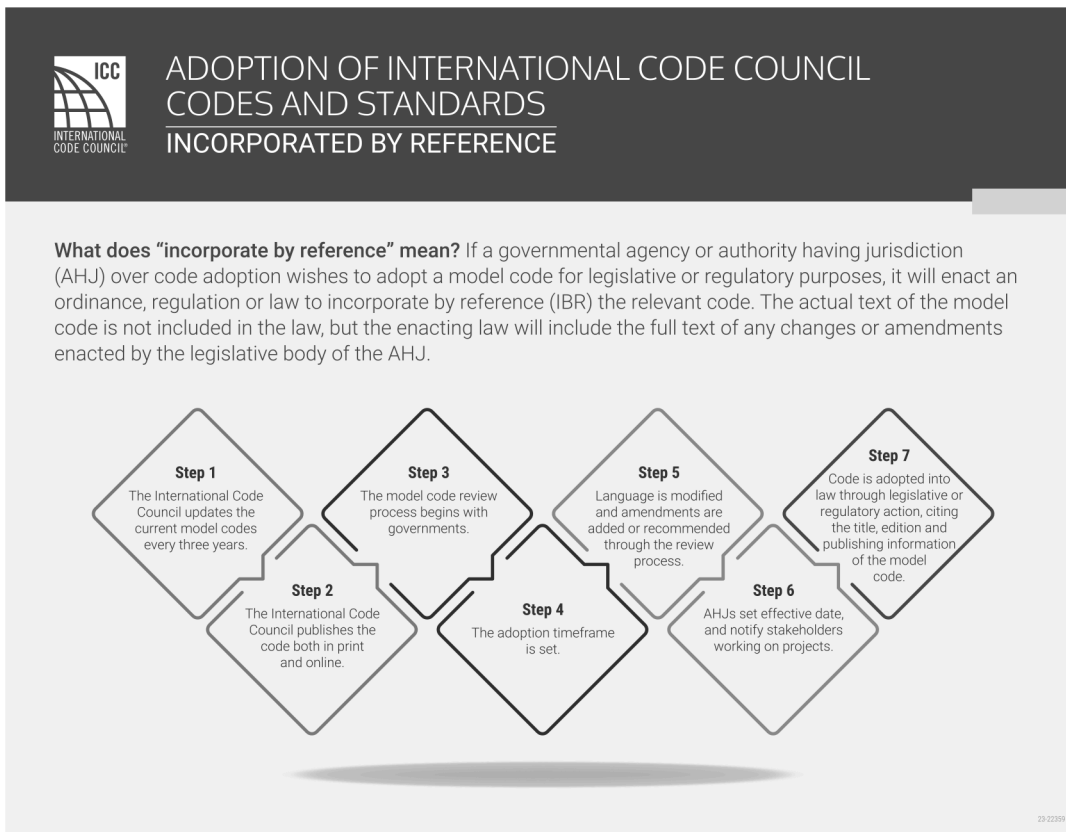 ICC
INTERNATIONAL
CODE COUNCIL®
ADOPTION OF INTERNATIONAL CODE COUNCIL
CODES AND STANDARDS
INCORPORATED BY REFERENCE
What does “incorporate by reference” mean? If a governmental agency or authority having jurisdiction
(AHJ) over code adoption wishes to adopt a model code for legislative or regulatory purposes, it will enact an
ordinance, regulation or law to incorporate by reference (IBR) the relevant code. The actual text of the model
code is not included in the law, but the enacting law will include the full text of any changes or amendments
enacted by the legislative body of the AHJ.
Step 1
The International Code
Council updates the
current model codes
every three years.
Step 2
The International Code
Council publishes the
code both in print
and online.
Step 3
The model code review
process begins with
governments.
Step 4
The adoption timeframe
is set.
Step 5
Language is modified
and amendments are
added or recommended
through the review
process.
Step 6
AHJs set effective date,
and notify stakeholders
working on projects.
Step 7
Code is adopted into
law through legislative or
regulatory action, citing
the title, edition and
publishing information
of the model
code.
23-22359